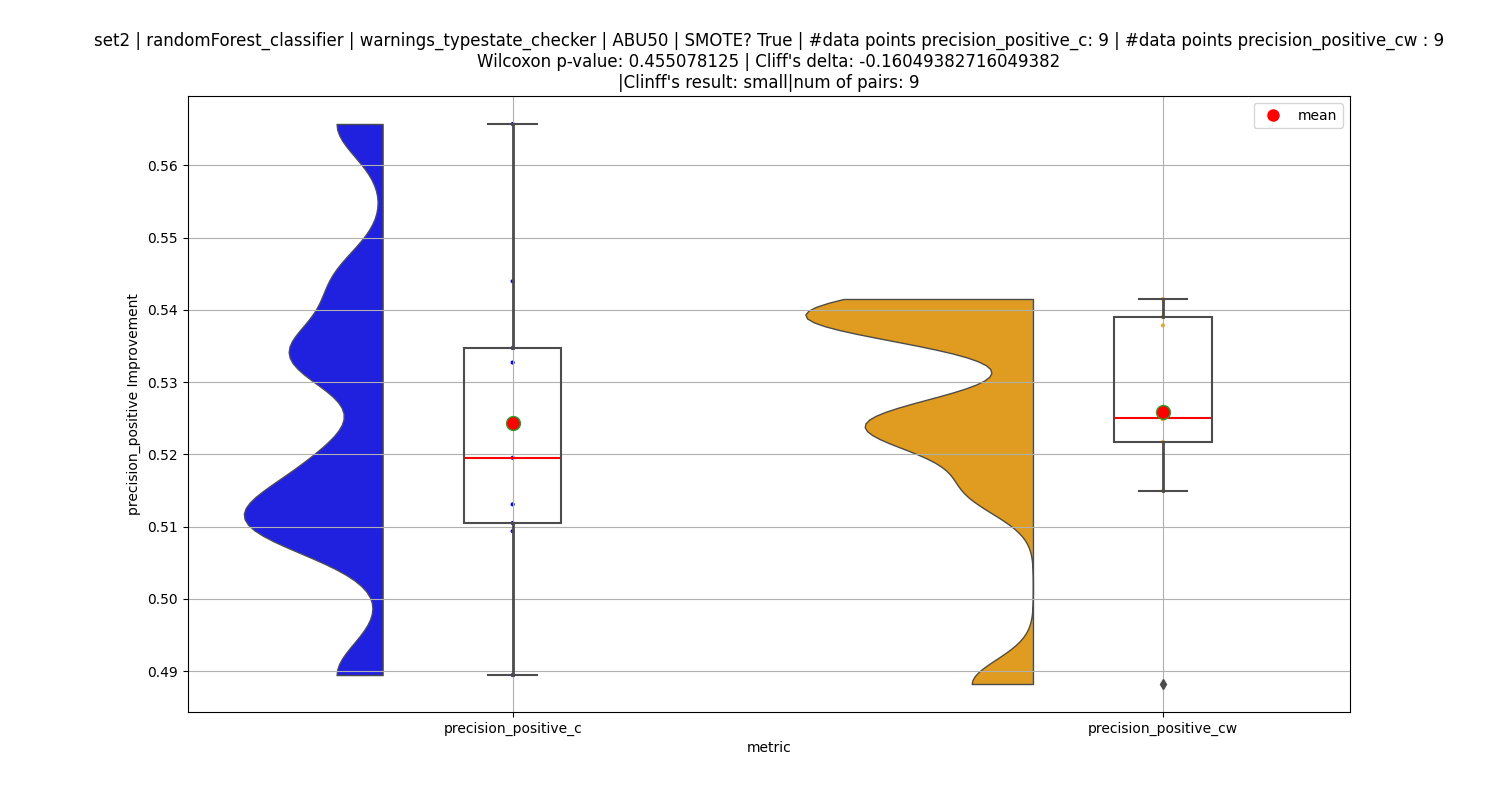 set2 | randomForest_classifier | warnings_typestate_checker | ABU50 | SMOTE? True | #data points precision_positive_c: 9 | #data points precision_positive_cw : 9
Wilcoxon p-value: 0.455078125 | Cliff's delta: -0.16049382716049382
|Clinff's result: small|num of pairs: 9
mean
0.56
0.55
0.54
0.53
0.52
0.51
0.50
0.49
precision_positive Improvement
precision_positive_c
precision_positive_cw
metric